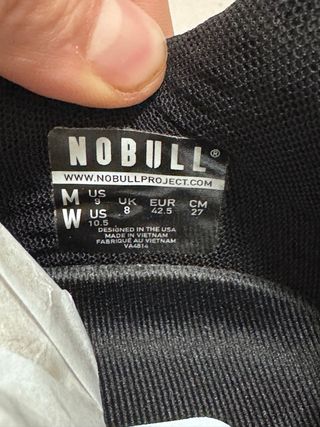 NOBULL®
WWW.NOBULLPROJECT.COM
M US 9 UK 8 EUR 42.5 CM 27
W US 10.5
DESIGNED IN THE USA
MADE IN VIETNAM
FABRIQUÉ AU VIETNAM
VA4814